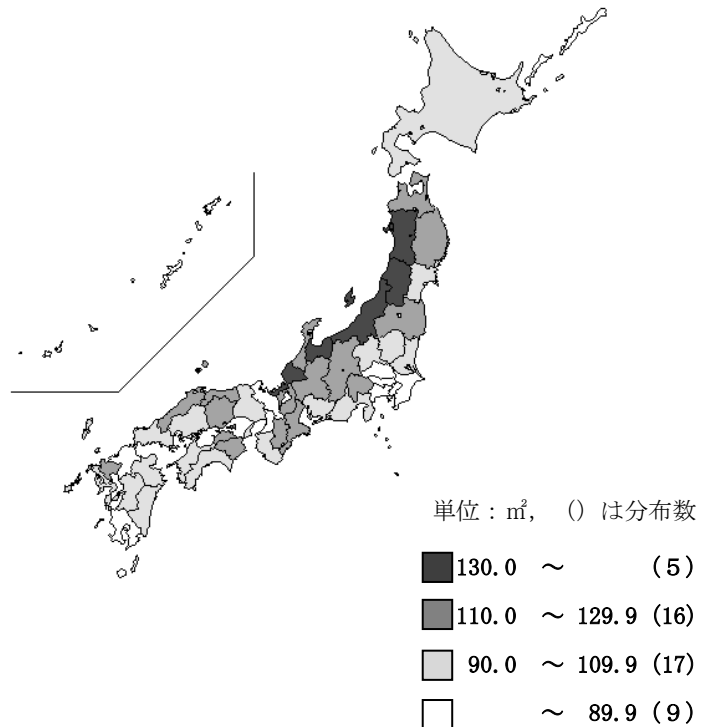 単位：㎡，（）は分布数
130.0 ～ (5)
110.0 ～ 129.9 (16)
90.0 ～ 109.9 (17)
～ 89.9 (9)